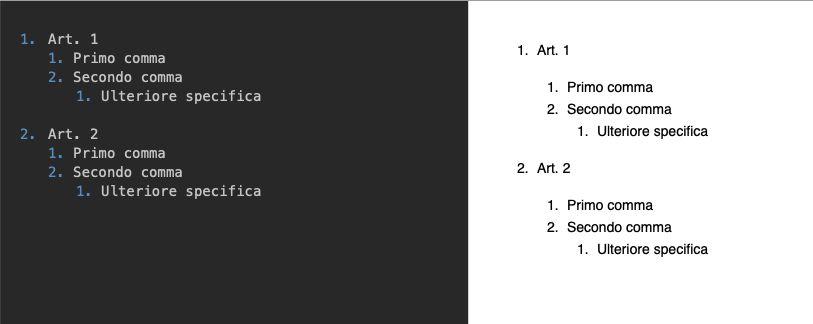 1. Art. 1
1. Primo comma
2. Secondo comma
1. Ulteriore specifica
2. Art. 2
1. Primo comma
2. Secondo comma
1. Ulteriore specifica
1. Art. 1
1. Primo comma
2. Secondo comma
1. Ulteriore specifica
2. Art. 2
1. Primo comma
2. Secondo comma
1. Ulteriore specifica